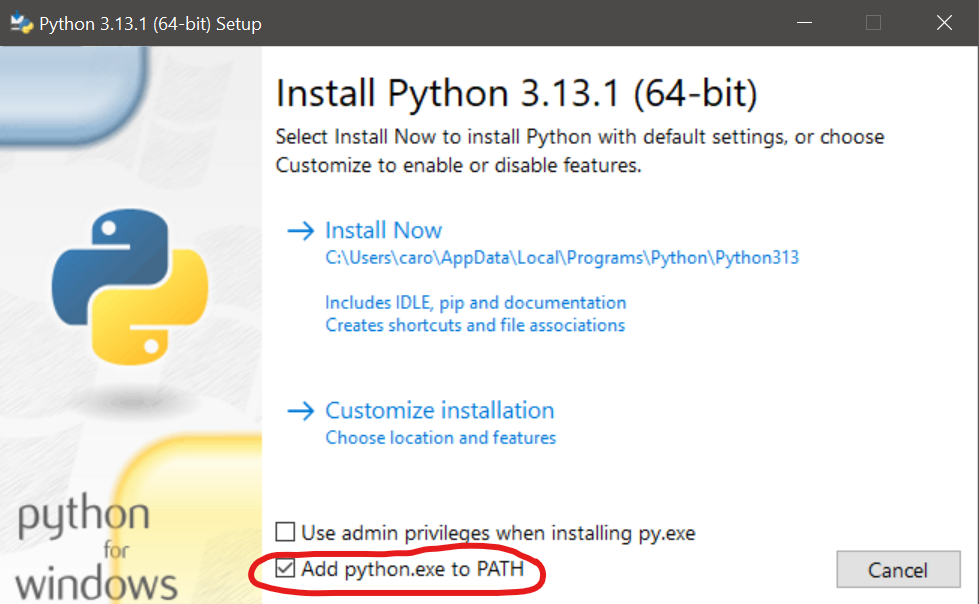 Python 3.13.1 (64-bit) Setup
Install Python 3.13.1 (64-bit)
Select Install Now to install Python with default settings, or choose
Customize to enable or disable features.
Install Now
C:\Users\caro\AppData\Local\Programs\Python\Python313
Includes IDLE, pip and documentation
Creates shortcuts and file associations
Customize installation
Choose location and features
Use admin privileges when installing py.exe
Add python.exe to PATH
Cancel
python
for
windows